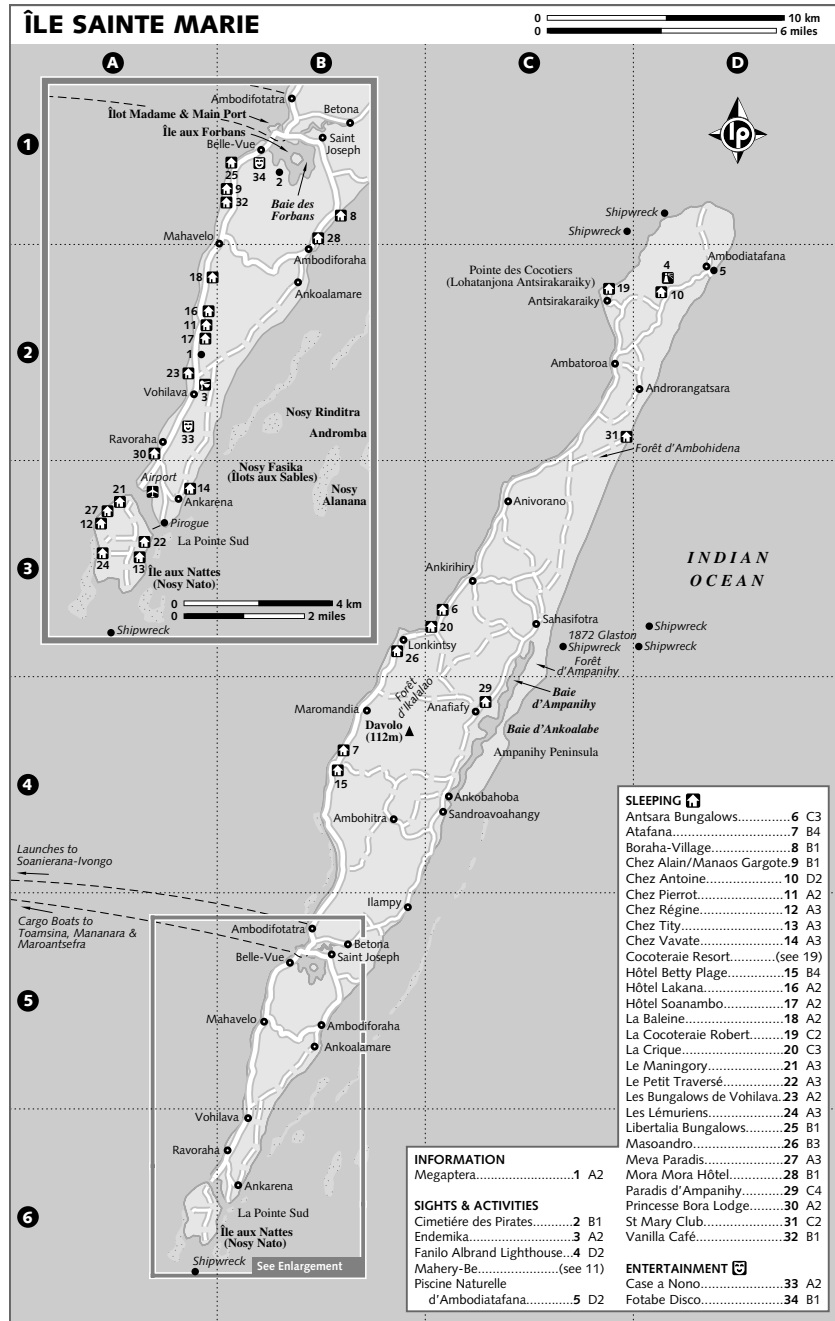 ÎLE SAINTE MARIE
0 10 km
0 6 miles
A
B
C
D
1
2
3
4
5
6
Ambodifotatra
Betona
Îlot Madame & Main Port
Île aux Forbans
Belle-Vue
Saint
Joseph
25
34
2
9
32
Baie des
Forbans
8
28
Mahavelo
Ambodiforaha
18
Ankoalamare
16
11
17
1
23
3
Vohilava
Nosy Rinditra
33
Andromba
Ravoraha
30
Nosy Fasika
(Îlots aux Sables)
Airport
14
Nosy
Alanana
21
Ankarena
27
12
Pirogue
22
La Pointe Sud
24
13
Île aux Nattes
(Nosy Nato)
0 4 km
0 2 miles
Shipwreck
Shipwreck
Shipwreck
Ambodiatafana
4
5
Pointe des Cocotiers
(Lohatanjona Antsirakaraiky)
19
10
Antsirakaraiky
Ambatoroa
Androrangatsara
31
Forêt d'Ambohidena
Anivorano
INDIAN
OCEAN
Ankirihiry
6
20
Sahasifotra
Shipwreck
1872 Glaston
Shipwreck
Shipwreck
Lonkintsy
26
Forêt
d'Ampanihy
Forêt
d'Ikalalao
29
Baie
d'Ampanihy
Maromandia
Anafiafy
Davolo
(112m)
Baie d'Ankoalabe
Ampanihy Peninsula
7
15
Ankobahoba
Ambohitra
Sandroavoahangy
Launches to
Soanierana-Ivongo
Cargo Boats to
Toamsina, Mananara &
Maroantsefra
Ilampy
Ambodifotatra
Betona
Belle-Vue
Saint Joseph
Mahavelo
Ambodiforaha
Ankoalamare
Vohilava
Ravoraha
Ankarena
La Pointe Sud
Île aux Nattes
(Nosy Nato)
Shipwreck
See Enlargement
INFORMATION
Megaptera 1 A2
SIGHTS & ACTIVITIES
Cimetiére des Pirates 2 B1
Endemika 3 A2
Fanilo Albrand Lighthouse 4 D2
Mahery-Be (see 11)
Piscine Naturelle
d'Ambodiatafana 5 D2
SLEEPING
Antsara Bungalows 6 C3
Atafana 7 B4
Boraha-Village 8 B1
Chez Alain/Manaos Gargote. 9 B1
Chez Antoine 10 D2
Chez Pierrot 11 A2
Chez Régine 12 A3
Chez Tity 13 A3
Chez Vavate 14 A3
Cocoteraie Resort (see 19)
Hôtel Betty Plage 15 B4
Hôtel Lakana 16 A2
Hôtel Soanambo 17 A2
La Baleine 18 A2
La Cocoteraie Robert 19 C2
La Crique 20 C3
Le Maningory 21 A3
Le Petit Traversé 22 A3
Les Bungalows de Vohilava. 23 A2
Les Lémuriens 24 A3
Libertalia Bungalows 25 B1
Masoandro 26 B3
Meva Paradis 27 A3
Mora Mora Hôtel 28 B1
Paradis d'Ampanihy 29 C4
Princesse Bora Lodge 30 A2
St Mary Club 31 C2
Vanilla Café 32 B1
ENTERTAINMENT
Case a Nono 33 A2
Fotabe Disco 34 B1
lp